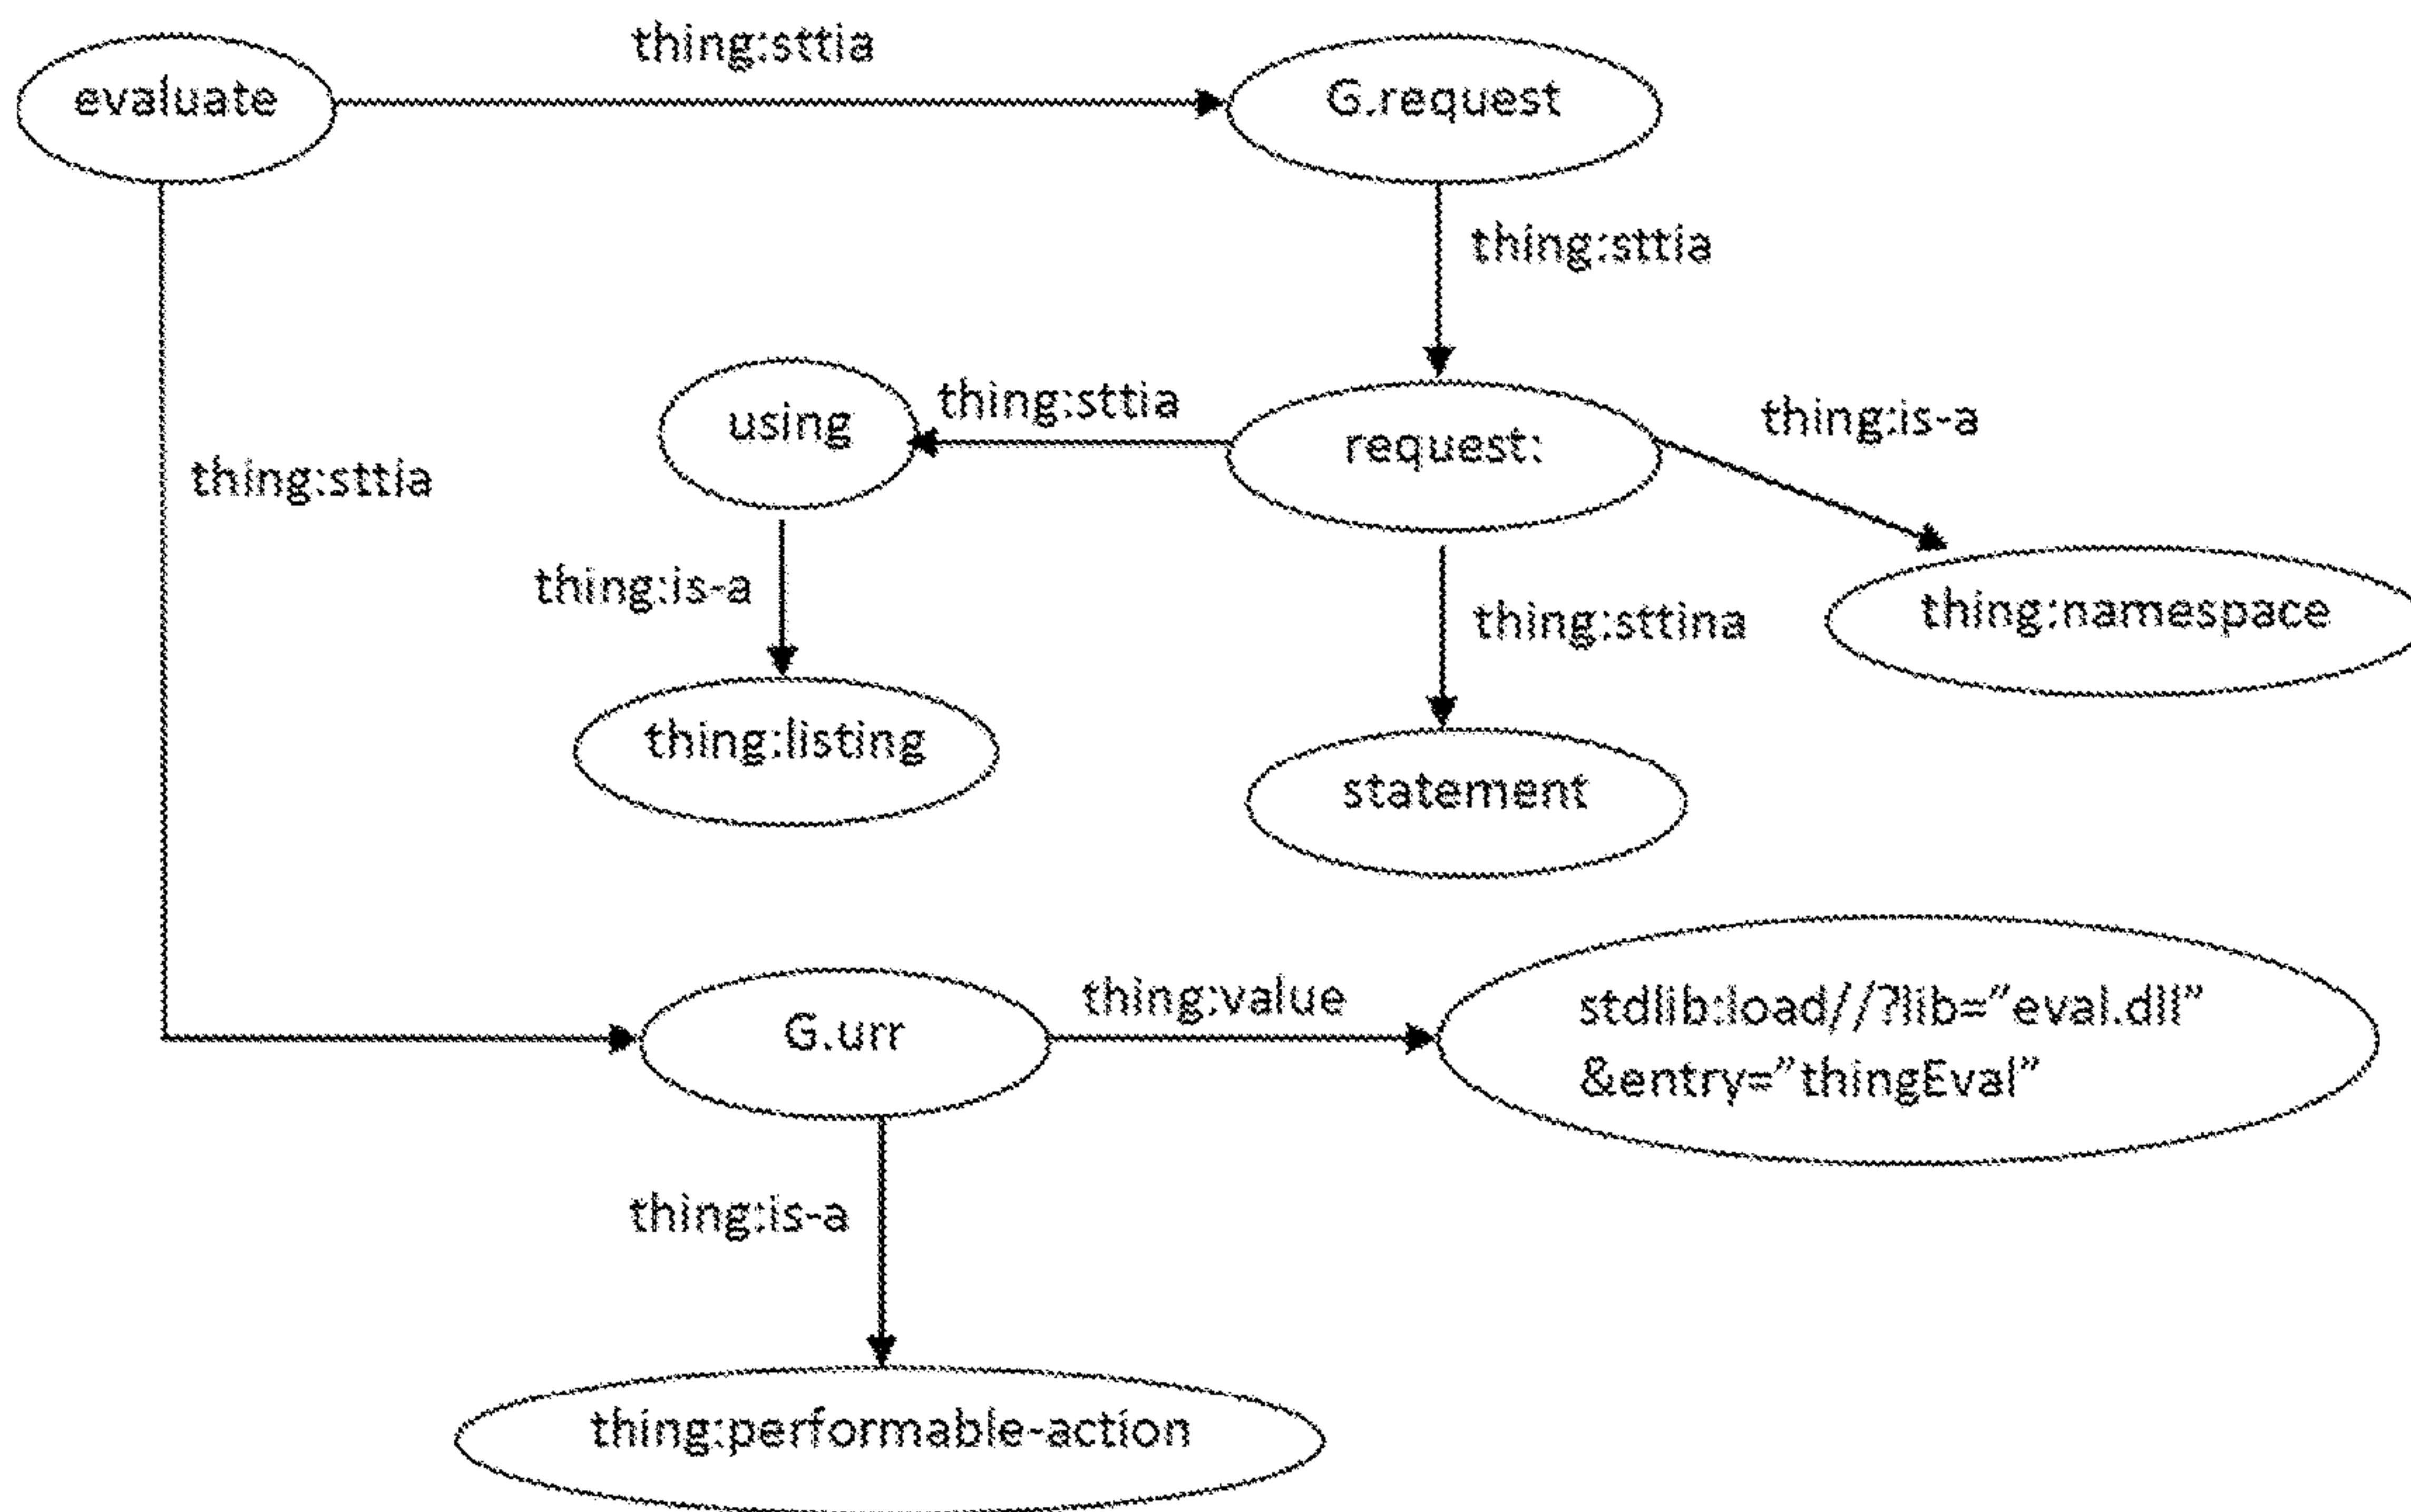 thing:sttia
evaluate
G.request
thing:sttia
thing:sttia
thing:is-a
using
request:
thing:sttia
thing:is-a
thing:sttina
thing:namespace
thing:listing
statement
thing:value
stdlib:load//?lib="eval.dll"
G.urr
&entry="thingEval"
thing:is-a
thing:performable-action